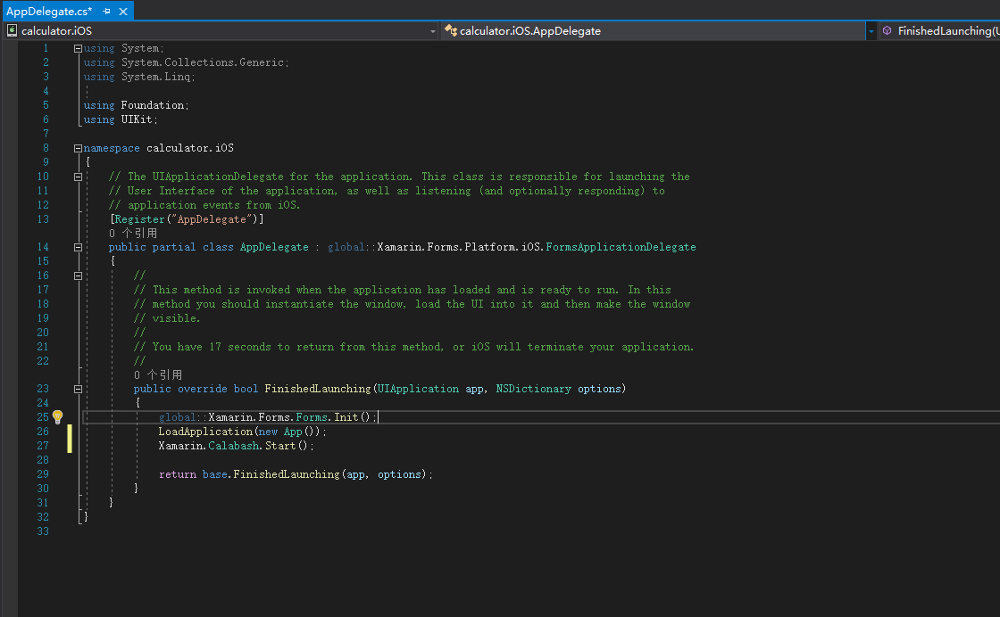 AppDelegate.cs*
calculator.iOS
calculator.iOS.AppDelegate
FinishedLaunching(U
1 using System;
2 using System.Collections.Generic;
3 using System.Linq;
4
5 using Foundation;
6 using UIKit;
7
8 namespace calculator.iOS
9 {
10 // The UIApplicationDelegate for the application. This class is responsible for launching the
11 // User Interface of the application, as well as listening (and optionally responding) to
12 // application events from iOS.
13 [Register("AppDelegate")]
0 个引用
14 public partial class AppDelegate : global::Xamarin.Forms.Platform.iOS.FormsApplicationDelegate
15 {
16 //
17 // This method is invoked when the application has loaded and is ready to run. In this
18 // method you should instantiate the window, load the UI into it and then make the window
19 // visible.
20 //
21 // You have 17 seconds to return from this method, or iOS will terminate your application.
22 //
0 个引用
23 public override bool FinishedLaunching(UIApplication app, NSDictionary options)
24 {
25 global::Xamarin.Forms.Forms.Init();
26 LoadApplication(new App());
27 Xamarin.Calabash.Start();
28
29 return base.FinishedLaunching(app, options);
30 }
31 }
32 }
33